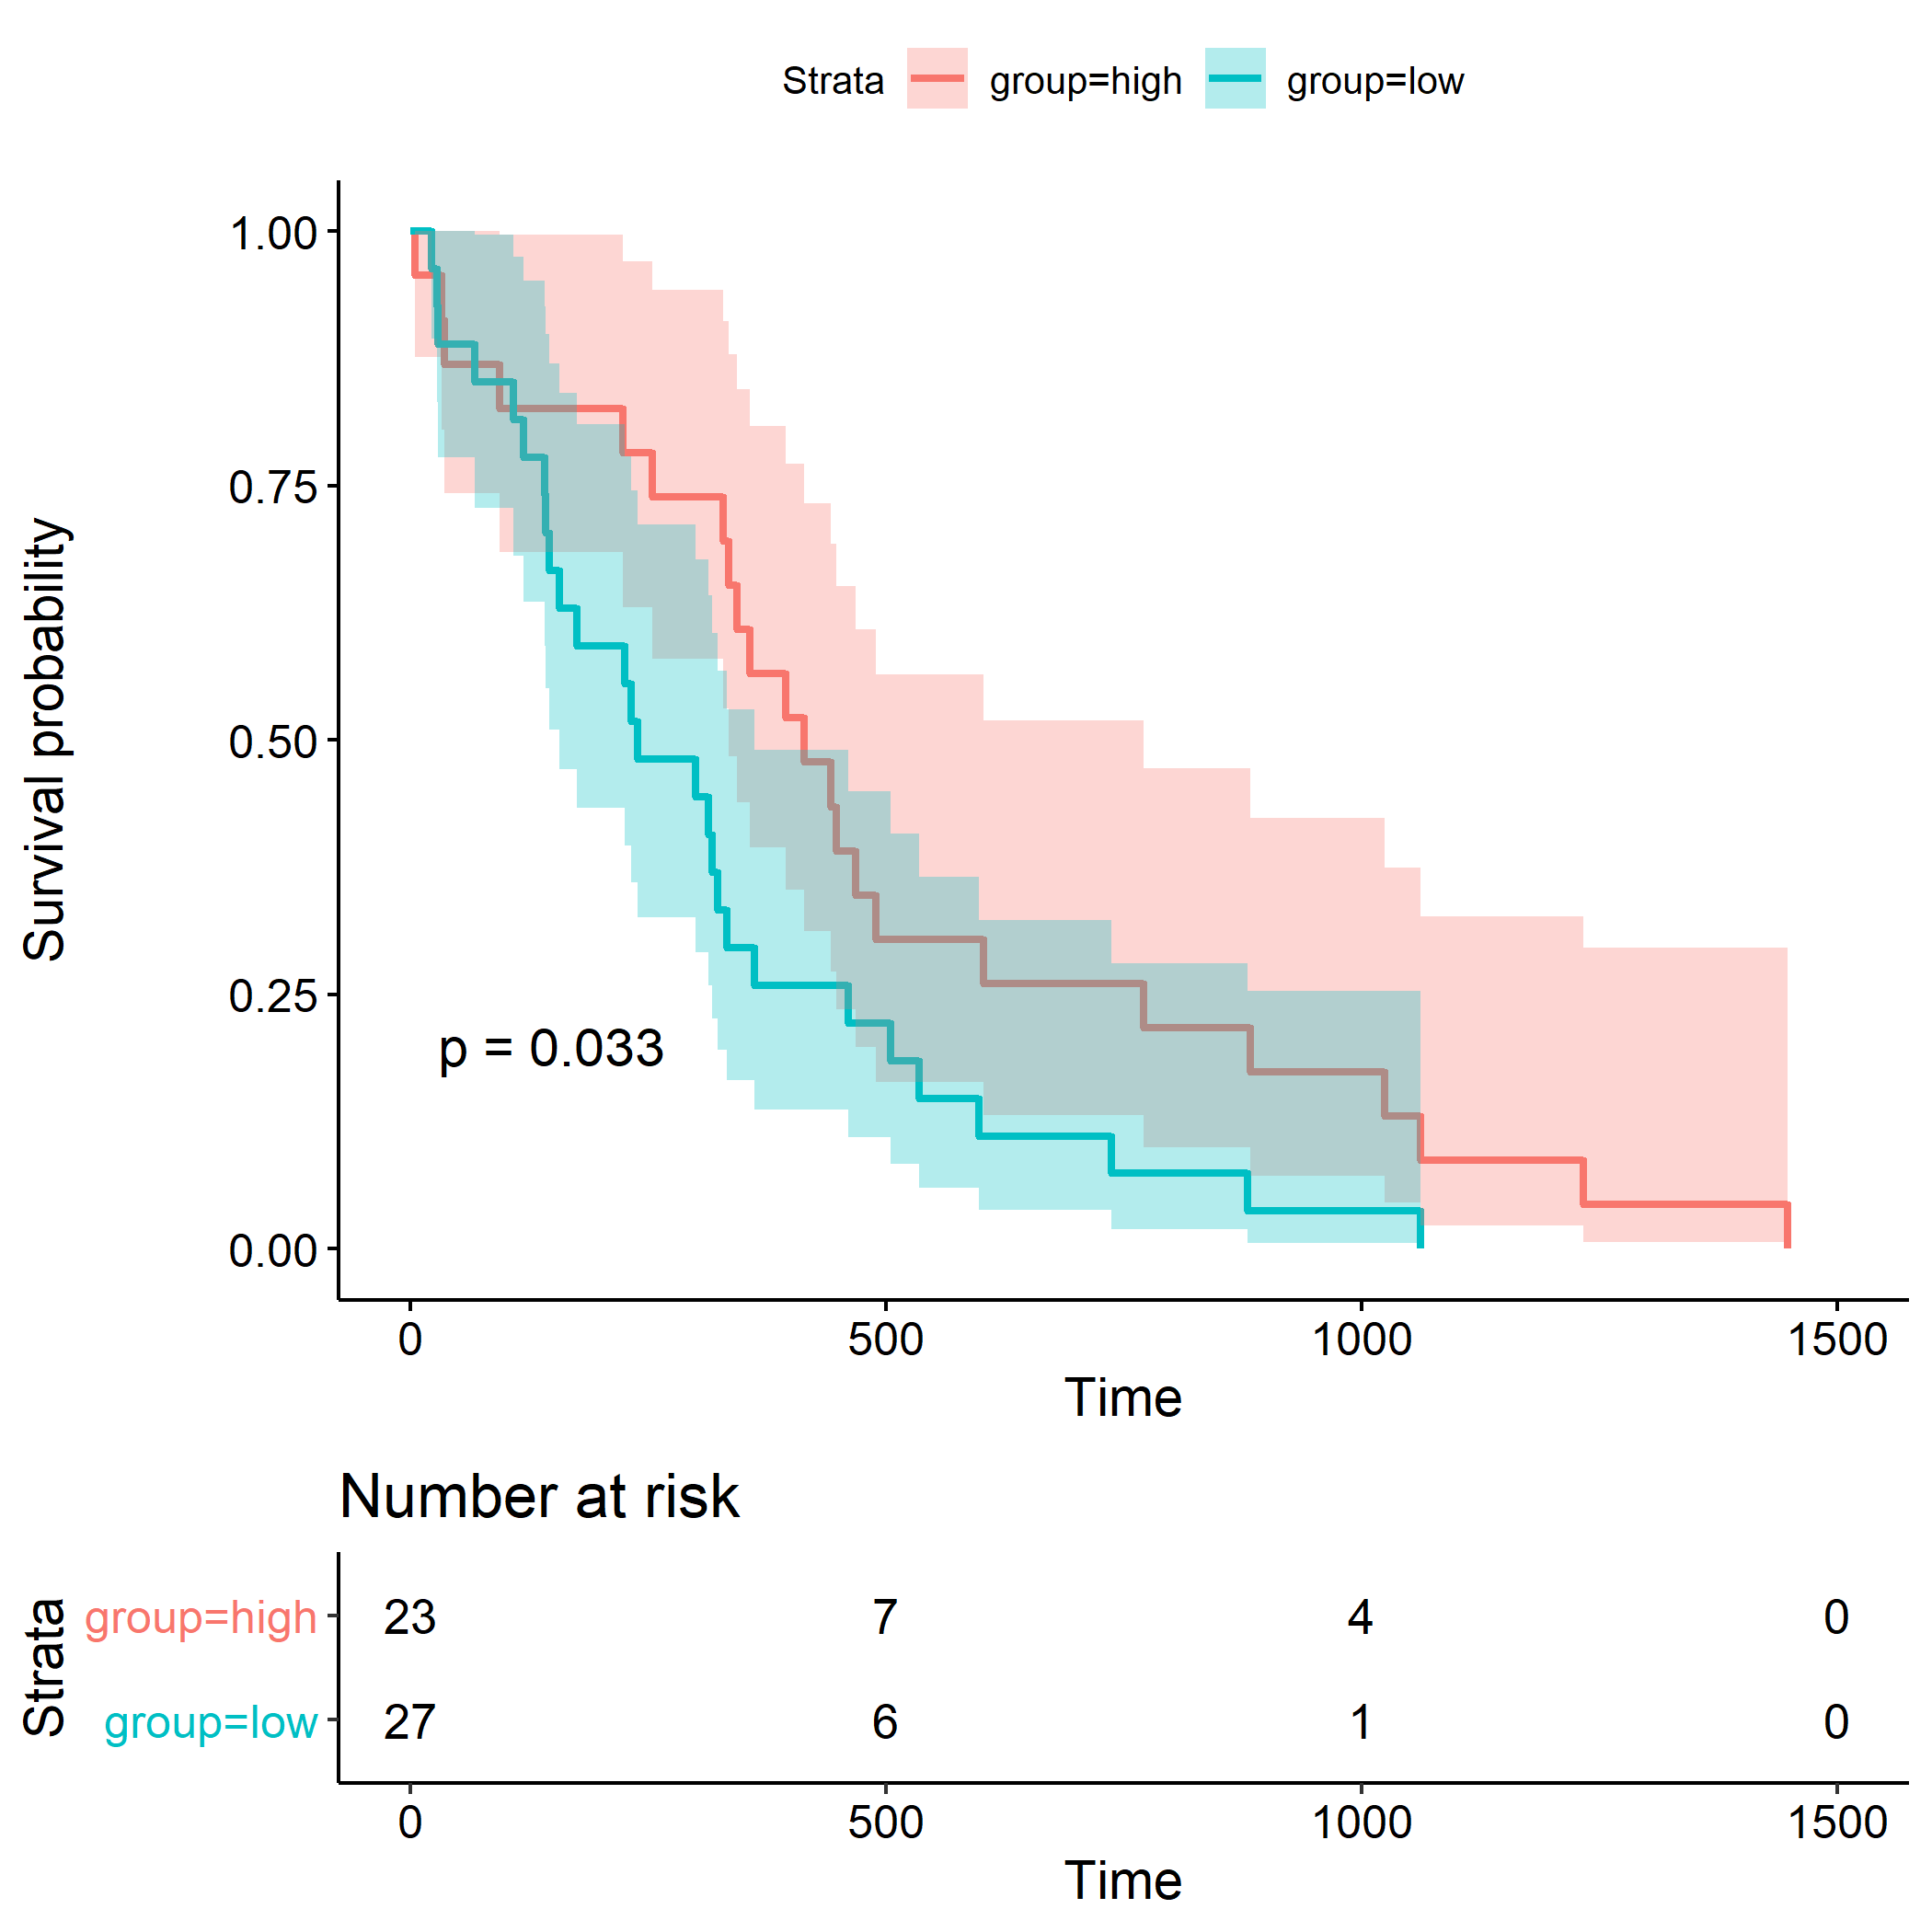 Strata group=high group=low
Survival probability
1.00
0.75
0.50
0.25
0.00
p = 0.033
0 500 1000 1500
Time
Number at risk
Strata
group=high 23 7 4 0
group=low 27 6 1 0
0 500 1000 1500
Time